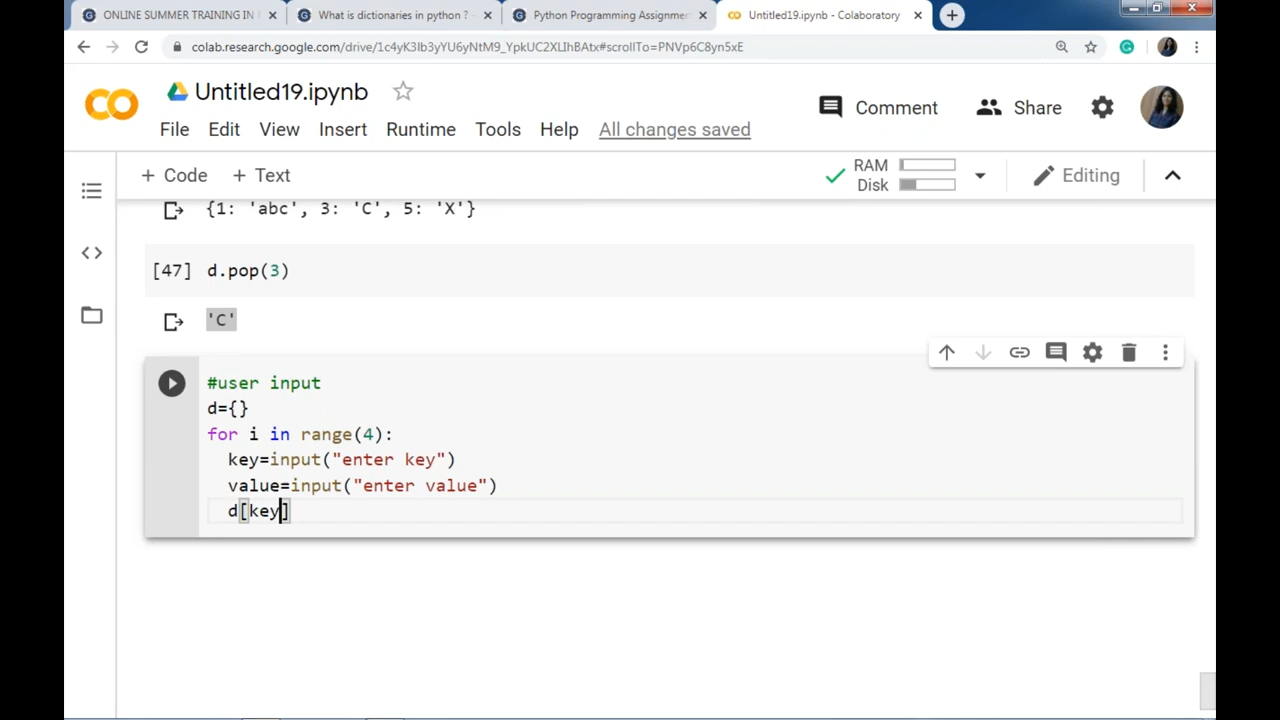 ONLINE SUMMER TRAINING IN
What is dictionaries in python ?
Python Programming Assignmen
Untitled19.ipynb - Colaboratory
colab.research.google.com/drive/1c4yK3Ib3yYU6yNtM9_YpkUC2XLIhBAtx#scrollTo=PNVp6C8yn5xE
CO
Untitled19.ipynb
Comment
Share
File Edit View Insert Runtime Tools Help All changes saved
+ Code
+ Text
RAM
Disk
Editing
{1: 'abc', 3: 'C', 5: 'X'}
[47] d.pop(3)
'C'
#user input
d={}
for i in range(4):
key=input("enter key")
value=input("enter value")
d[key]